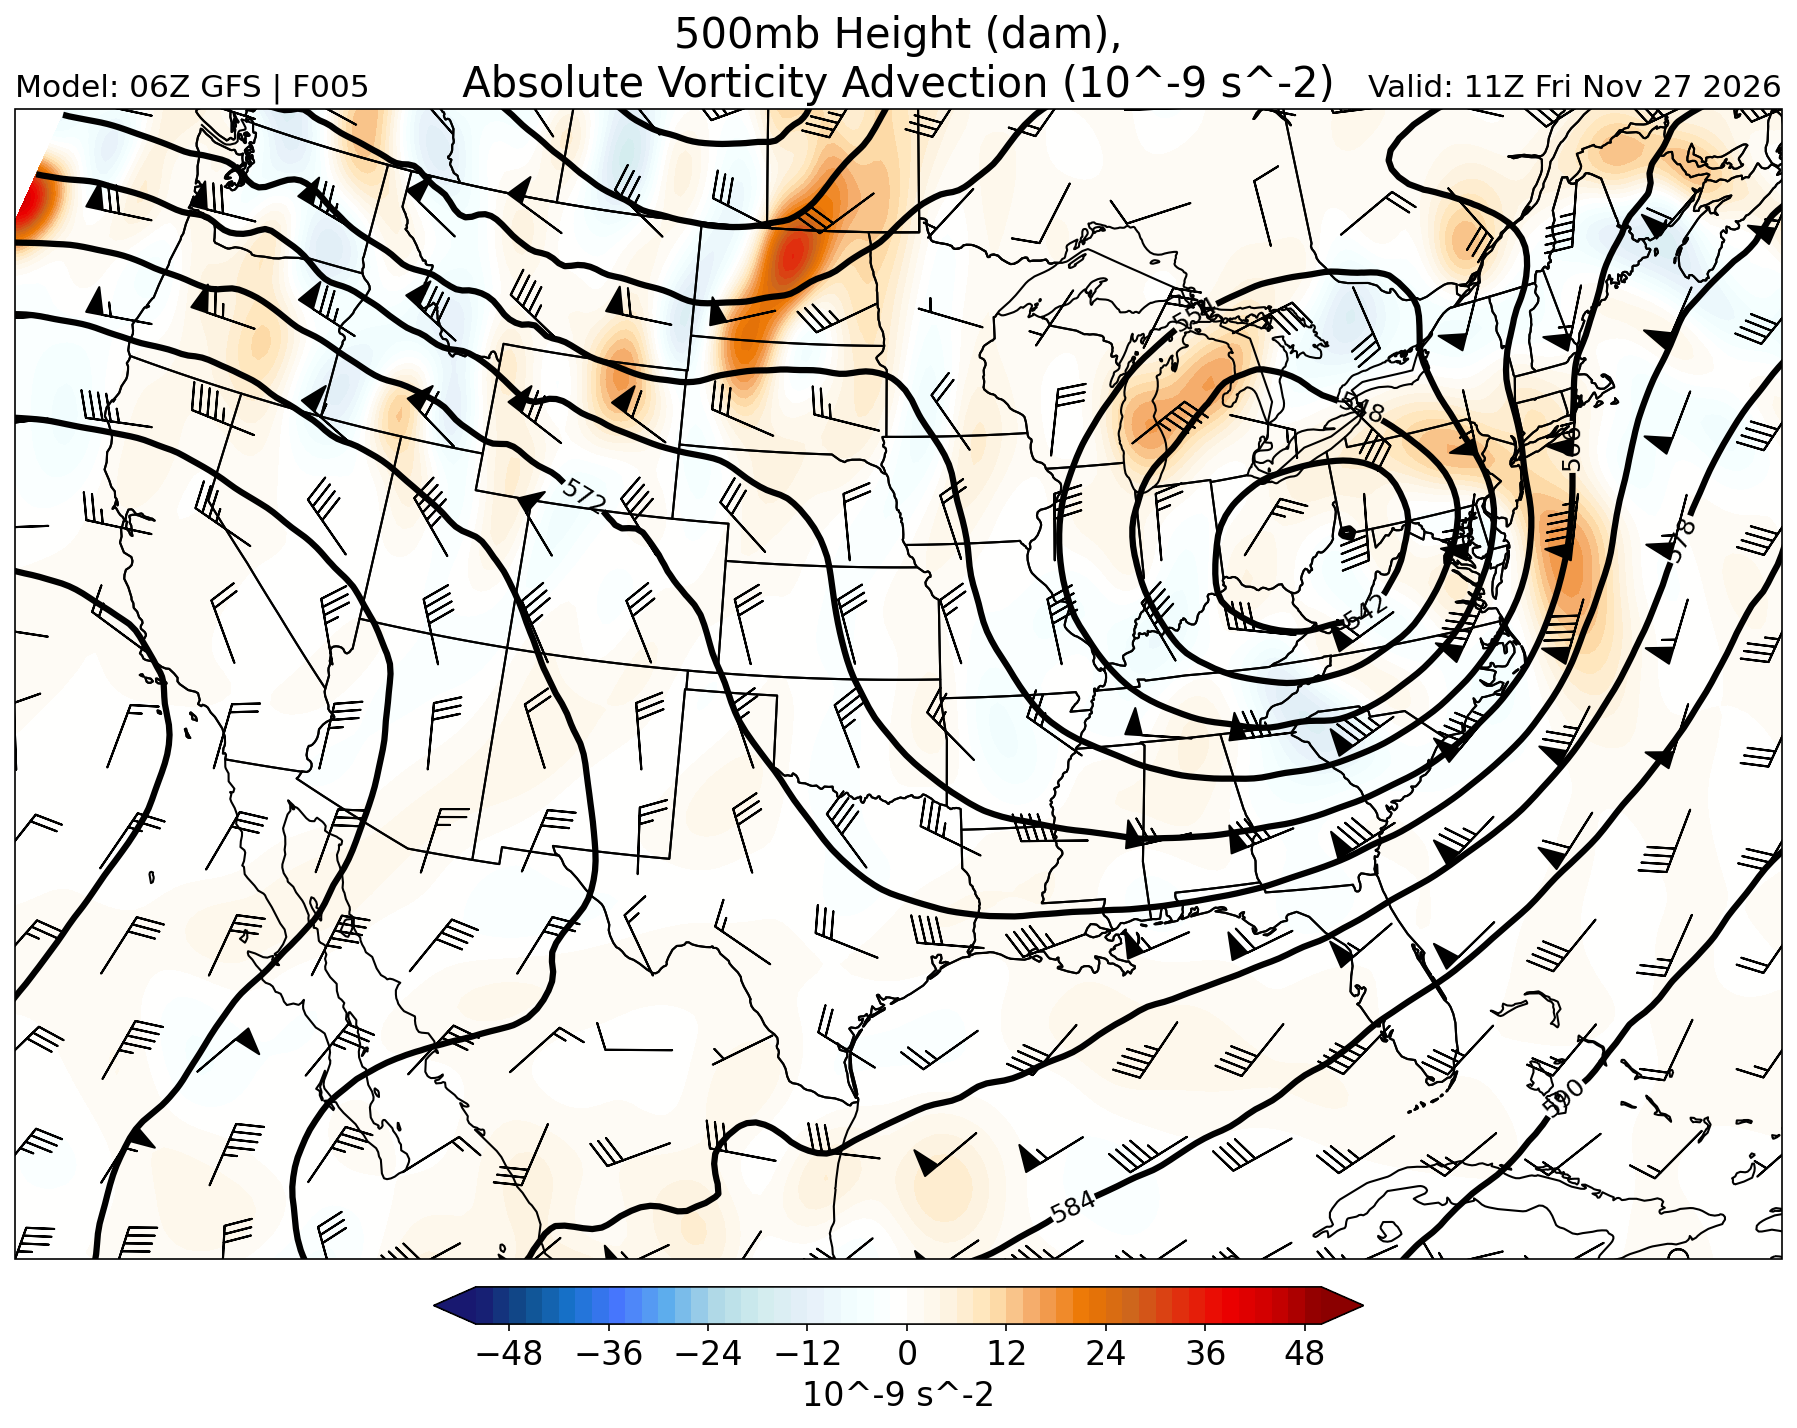 500mb Height (dam),
Model: 06Z GFS | F005
Absolute Vorticity Advection (10^-9 s^-2)
Valid: 11Z Fri Nov 27 2026
548
566
572
578
542
590
584
−48 −36 −24 −12 0 12 24 36 48
10^-9 s^-2